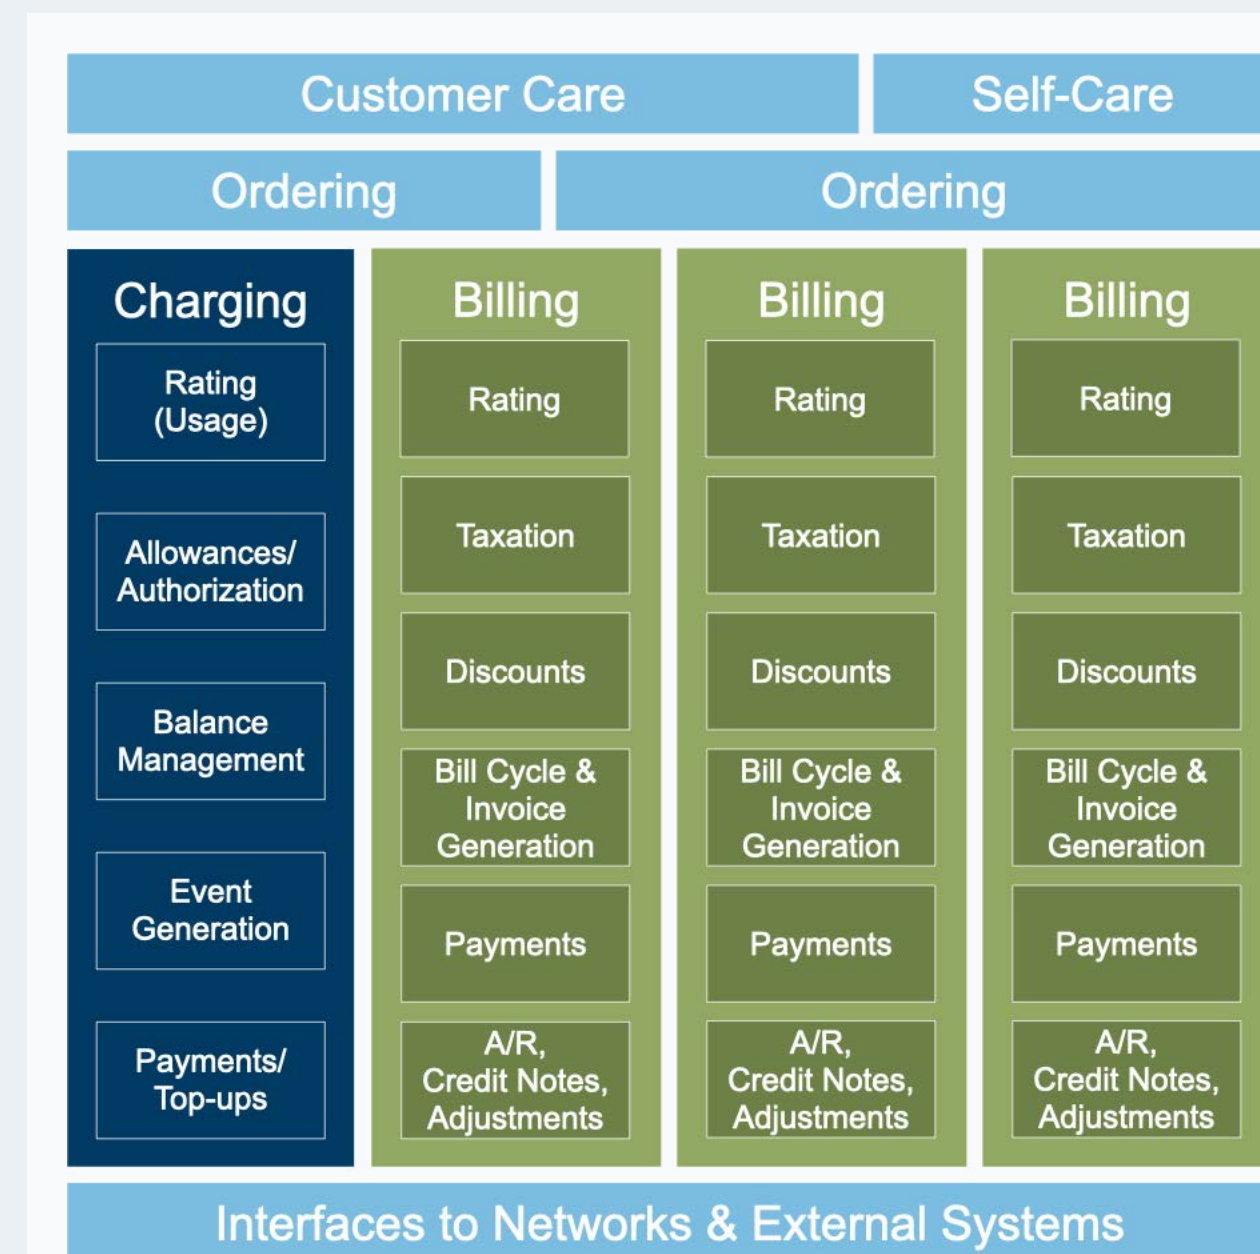 Customer Care
Self-Care
Ordering
Ordering
Charging
Rating
(Usage)
Allowances/
Authorization
Balance
Management
Event
Generation
Payments/
Top-ups
Billing
Rating
Taxation
Discounts
Bill Cycle &
Invoice
Generation
Payments
A/R,
Credit Notes,
Adjustments
Billing
Rating
Taxation
Discounts
Bill Cycle &
Invoice
Generation
Payments
A/R,
Credit Notes,
Adjustments
Billing
Rating
Taxation
Discounts
Bill Cycle &
Invoice
Generation
Payments
A/R,
Credit Notes,
Adjustments
Interfaces to Networks & External Systems